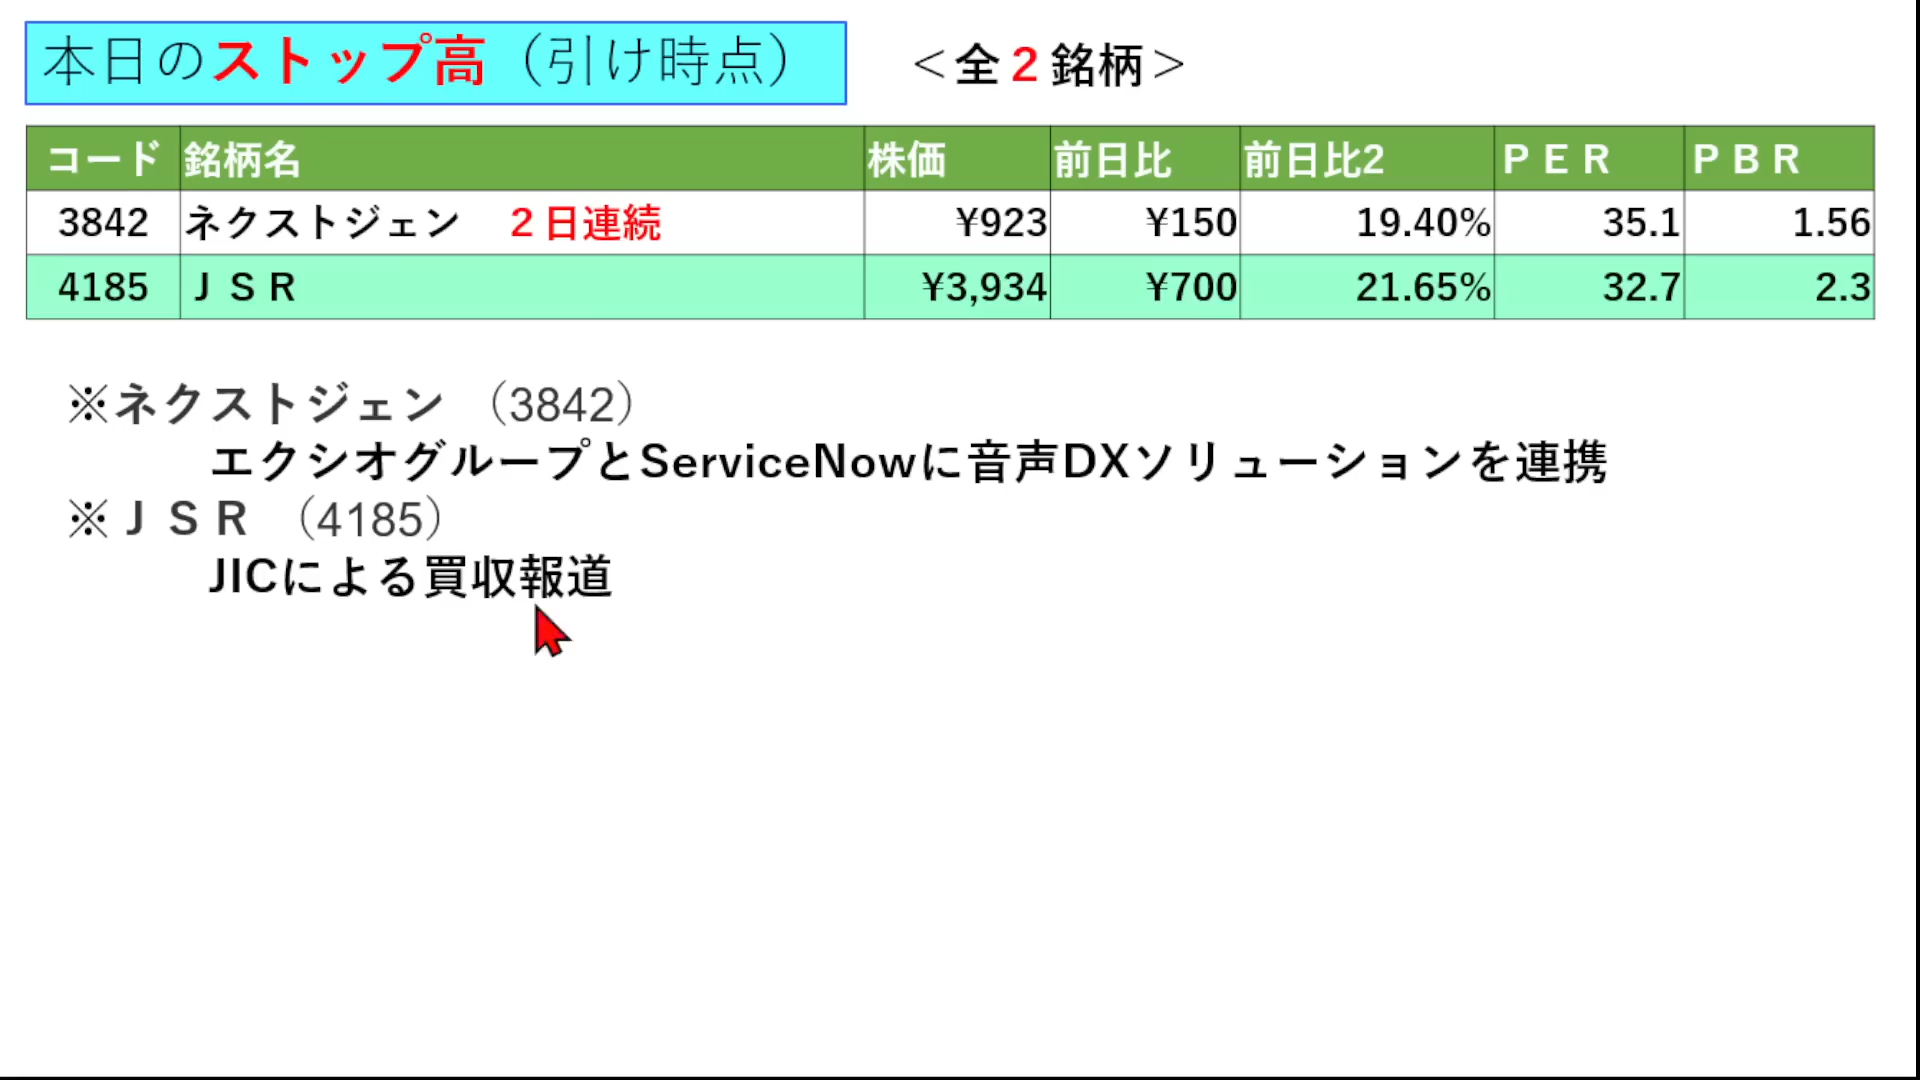 本日のストップ高（引け時点） ＜全２銘柄＞
コード 銘柄名 株価 前日比 前日比2 ＰＥＲ ＰＢＲ
3842 ネクストジェン ２日連続 ¥923 ¥150 19.40% 35.1 1.56
4185 ＪＳＲ ¥3,934 ¥700 21.65% 32.7 2.3
※ネクストジェン （3842）
エクシオグループとServiceNowに音声DXソリューションを連携
※ＪＳＲ （4185）
JICによる買収報道